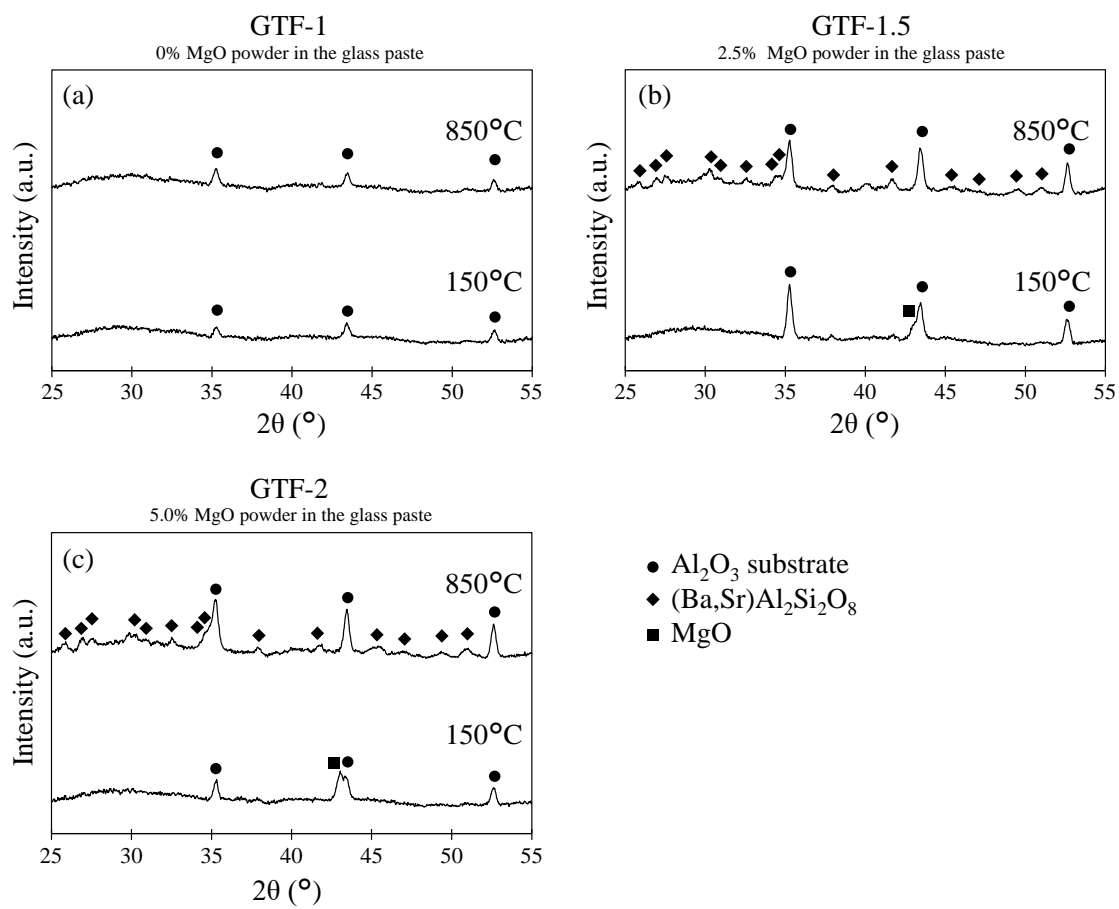 GTF-1
0% MgO powder in the glass paste
(a)
850°C
150°C
Intensity (a.u.)
25 30 35 40 45 50 55
2θ (°)
GTF-1.5
2.5% MgO powder in the glass paste
(b)
850°C
150°C
Intensity (a.u.)
25 30 35 40 45 50 55
2θ (°)
GTF-2
5.0% MgO powder in the glass paste
(c)
850°C
150°C
Intensity (a.u.)
25 30 35 40 45 50 55
2θ (°)
Al₂O₃ substrate
(Ba,Sr)Al₂Si₂O₈
MgO